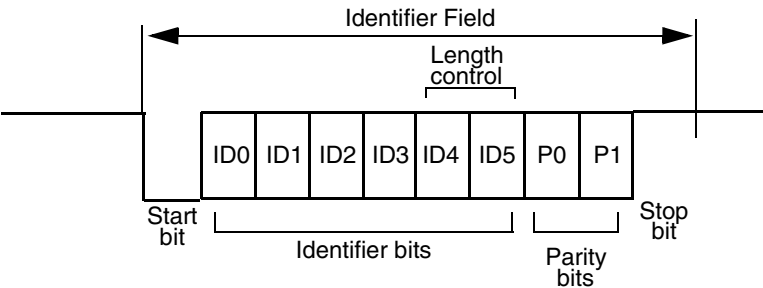 Identifier Field
Length
control
ID0 ID1 ID2 ID3 ID4 ID5 P0 P1
Start
bit
Identifier bits
Parity
bits
Stop
bit